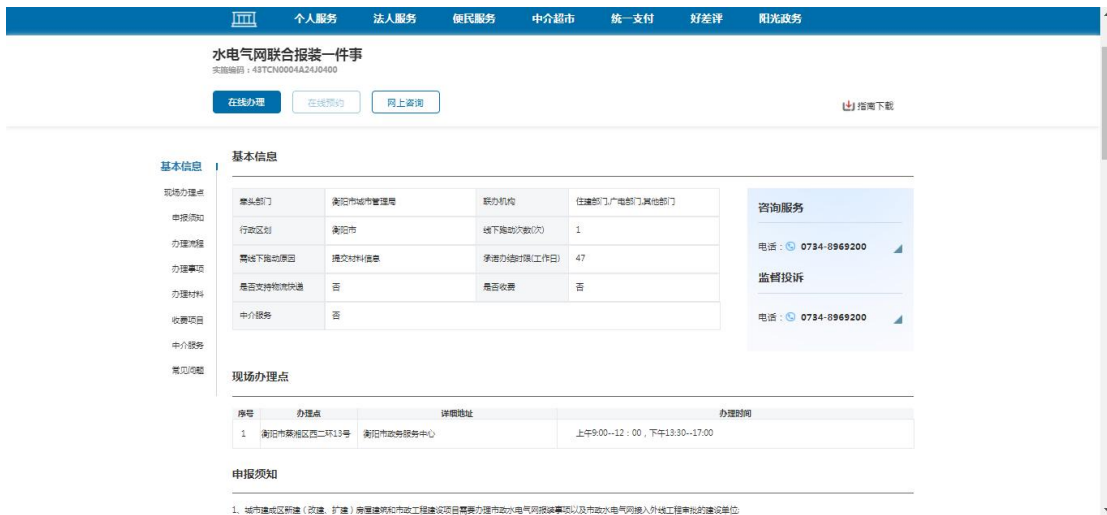 个人服务 法人服务 便民服务 中介超市 统一支付 好差评 阳光政务
水电气网联合报装一件事
实施编码：43TCN0004A24J0400
在线办理 在线预约 网上咨询 指南下载
基本信息
现场办理点
申报须知
办理流程
办理事项
办理材料
收费项目
中介服务
常见问题
基本信息
牵头部门 衡阳市城市管理局 联办机构 住建部门,广电部门,其他部门
行政区划 衡阳市 线下跑动次数(次) 1
需线下跑动原因 提交材料信息 承诺办结时限(工作日) 47
是否支持物流快递 否 是否收费 否
中介服务 否
咨询服务
电话： 0734-8969200
监督投诉
电话： 0734-8969200
现场办理点
序号 办理点 详细地址 办理时间
1 衡阳市蒸湘区西二环13号 衡阳市政务服务中心 上午9:00--12：00，下午13:30--17:00
申报须知
1、城市建成区新建（改建、扩建）房屋建筑和市政工程建设项目需要办理市政水电气网报装事项以及市政水电气网接入外线工程审批的建设单位